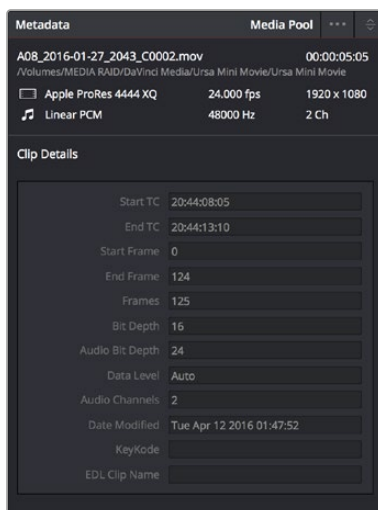 Metadata Media Pool •••
A08_2016-01-27_2043_C0002.mov 00:00:05:05
/Volumes/MEDIA RAID/DaVinci Media/Ursa Mini Movie/Ursa Mini Movie
Apple ProRes 4444 XQ 24.000 fps 1920 x 1080
Linear PCM 48000 Hz 2 Ch
Clip Details
Start TC 20:44:08:05
End TC 20:44:13:10
Start Frame 0
End Frame 124
Frames 125
Bit Depth 16
Audio Bit Depth 24
Data Level Auto
Audio Channels 2
Date Modified Tue Apr 12 2016 01:47:52
KeyKode
EDL Clip Name